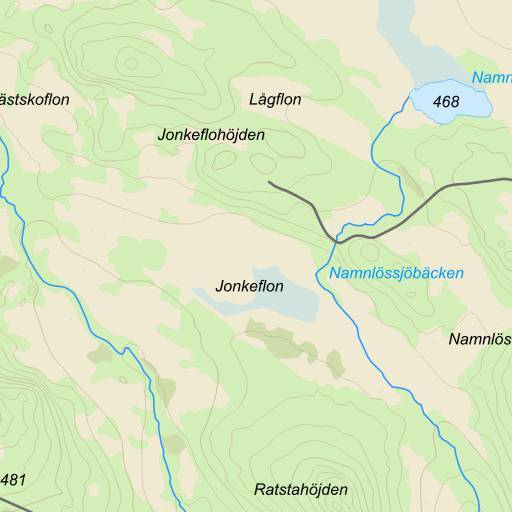 Namn
ästskoflon
Lågflon
468
Jonkeflohöjden
Namnlössjöbäcken
Jonkeflon
Namnlös
481
Ratstahöjden